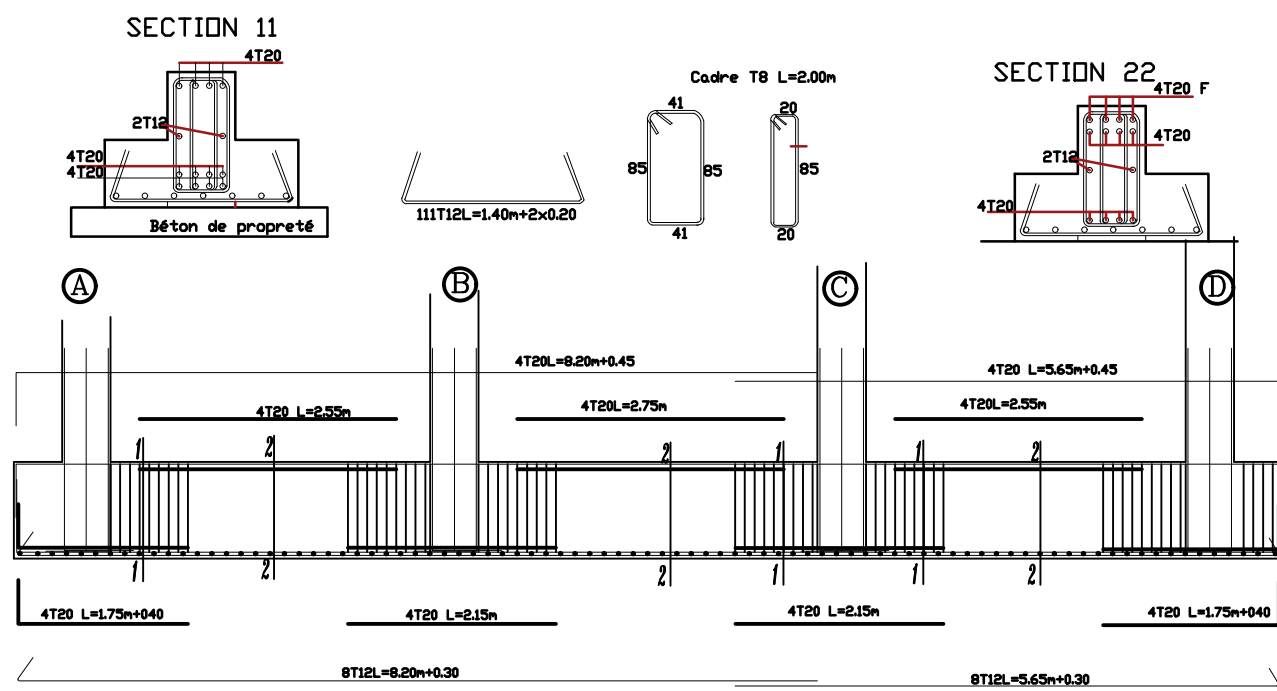 SECTION 11
4T20
2T12
4T20
4T20
Béton de propreté
111T12L=1.40m+2x0.20
Cadre T8 L=2.00m
41
85
85
41
20
85
20
SECTION 22
4T20 F
4T20
2T12
4T20
A
B
C
D
4T20L=8.20m+0.45
4T20 L=5.65m+0.45
4T20 L=2.55m
4T20L=2.75m
4T20L=2.55m
1
2
2
1
1
2
1
2
2
1
1
2
4T20 L=1.75m+040
4T20 L=2.15m
4T20 L=2.15m
4T20 L=1.75m+040
8T12L=8.20m+0.30
8T12L=5.65m+0.30